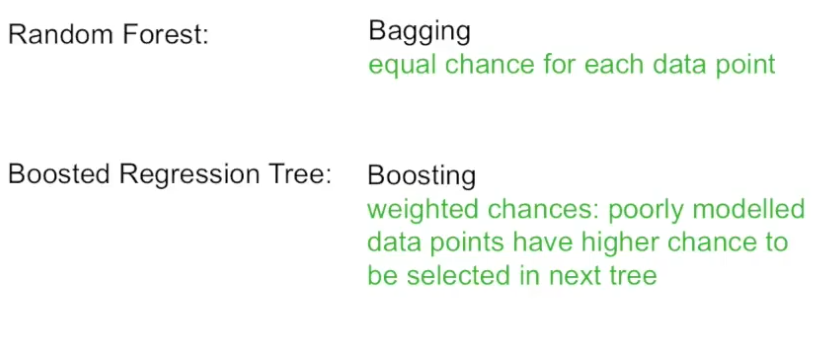 Random Forest:
Bagging
equal chance for each data point
Boosted Regression Tree:
Boosting
weighted chances: poorly modelled
data points have higher chance to
be selected in next tree